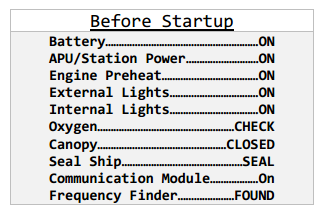 Before Startup
Battery……………………………………………ON
APU/Station Power……………………ON
Engine Preheat……………………………ON
External Lights…………………………ON
Internal Lights…………………………ON
Oxygen………………………………………CHECK
Canopy……………………………………CLOSED
Seal Ship…………………………………SEAL
Communication Module……………On
Frequency Finder…………………FOUND